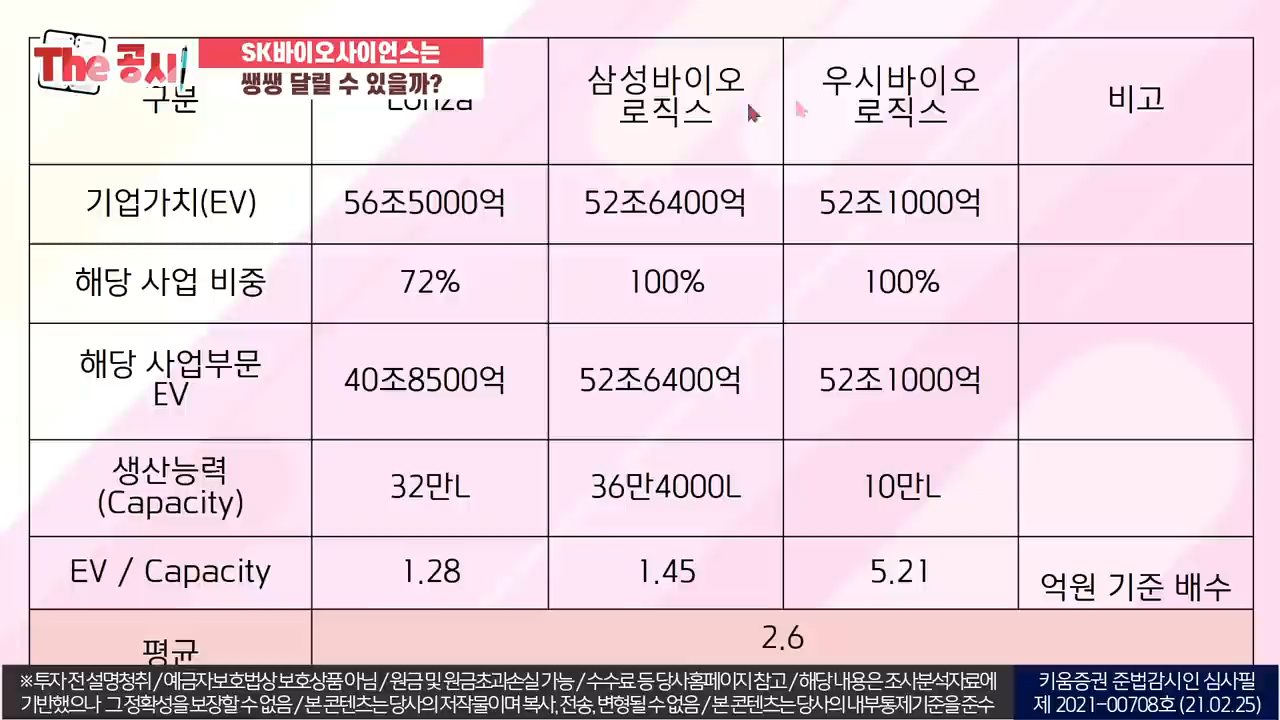 The 공시
SK바이오사이언스는
쌩쌩 달릴 수 있을까?
구분
Lonza
삼성바이오
로직스
우시바이오
로직스
비고
기업가치(EV)
56조5000억
52조6400억
52조1000억
해당 사업 비중
72%
100%
100%
해당 사업부문
EV
40조8500억
52조6400억
52조1000억
생산능력
(Capacity)
32만L
36만4000L
10만L
EV / Capacity
1.28
1.45
5.21
억원 기준 배수
평균
2.6
※ 투자 전 설명청취 / 예금자보호법상 보호상품 아님 / 원금 및 원금초과손실 가능 / 수수료 등 당사홈페이지 참고 / 해당 내용은 조사분석자료에
기반했으나 그 정확성을 보장할 수 없음 / 본 콘텐츠는 당사의 저작물이며 복사, 전송, 변형될 수 없음 / 본 콘텐츠는 당사의 내부통제기준을 준수
키움증권 준법감시인 심사필
제 2021-00708호 (21.02.25)